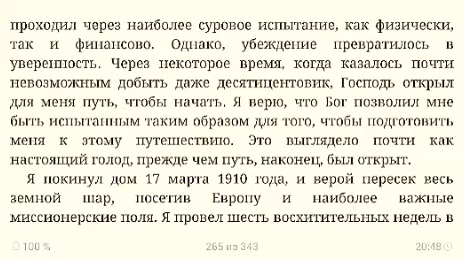 проходил через наиболее суровое испытание, как физически,
так и финансово. Однако, убеждение превратилось в
уверенность. Через некоторое время, когда казалось почти
невозможным добыть даже десятицентовик, Господь открыл
для меня путь, чтобы начать. Я верю, что Бог позволил мне
быть испытанным таким образом для того, чтобы подготовить
меня к этому путешествию. Это выглядело почти как
настоящий голод, прежде чем путь, наконец, был открыт.
Я покинул дом 17 марта 1910 года, и верой пересек весь
земной шар, посетив Европу и наиболее важные
миссионерские поля. Я провел шесть восхитительных недель в
100 % 265 из 343 20:48